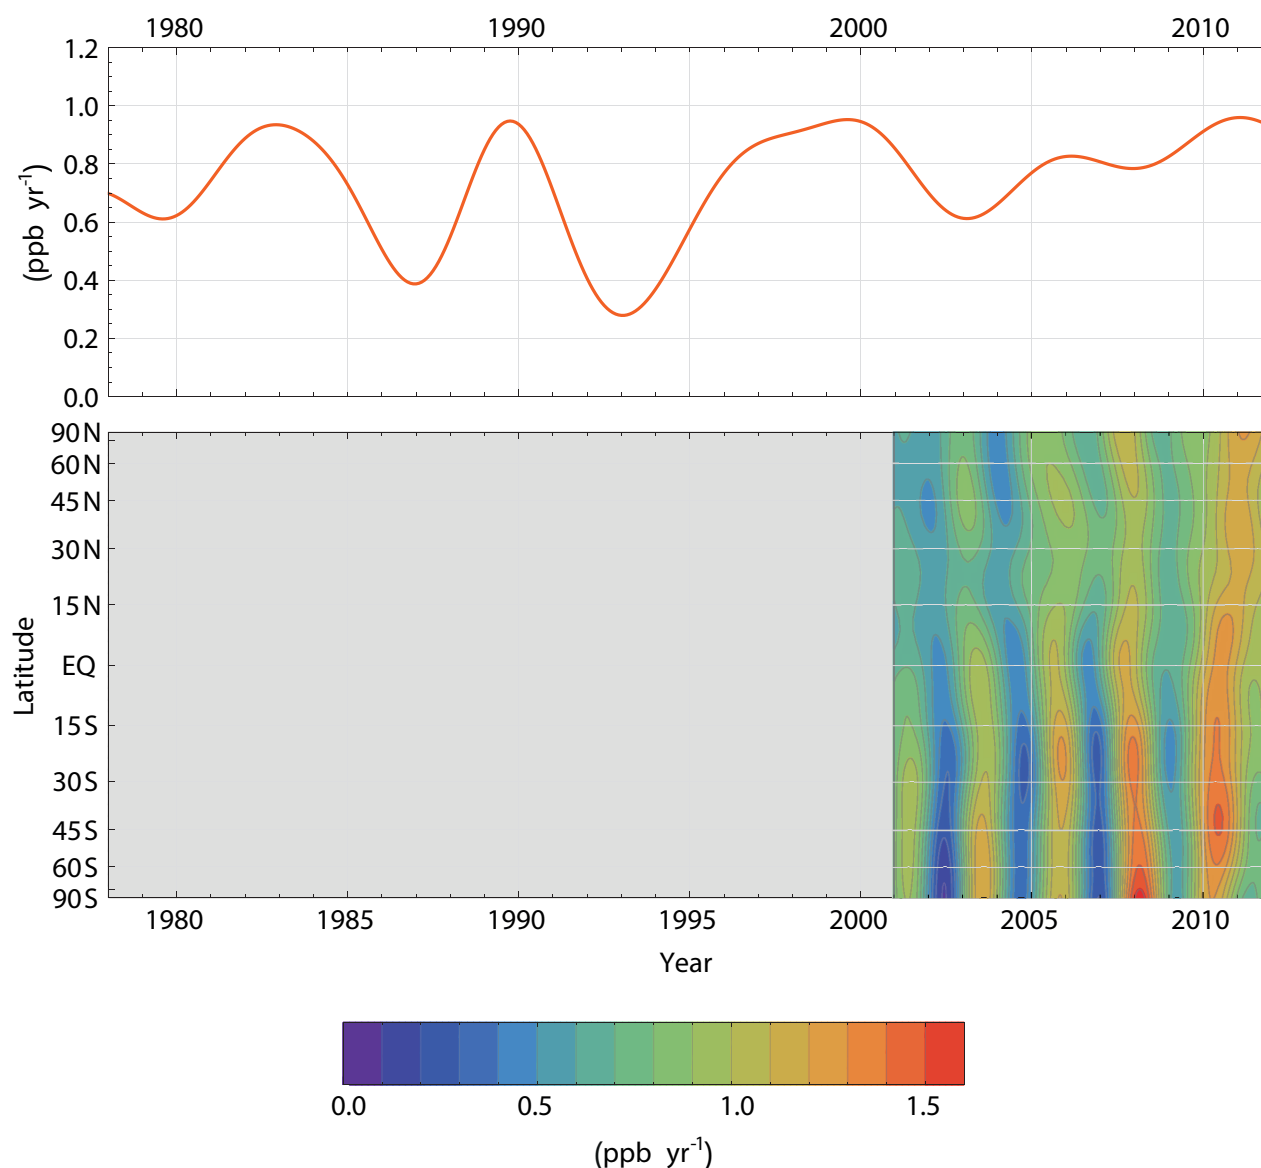 1980 1990 2000 2010
1.2
1.0
0.8
0.6
0.4
0.2
0.0
(ppb yr-1)
90N
60N
45N
30N
15N
EQ
15S
30S
45S
60S
90S
Latitude
1980 1985 1990 1995 2000 2005 2010
Year
0.0 0.5 1.0 1.5
(ppb yr-1)